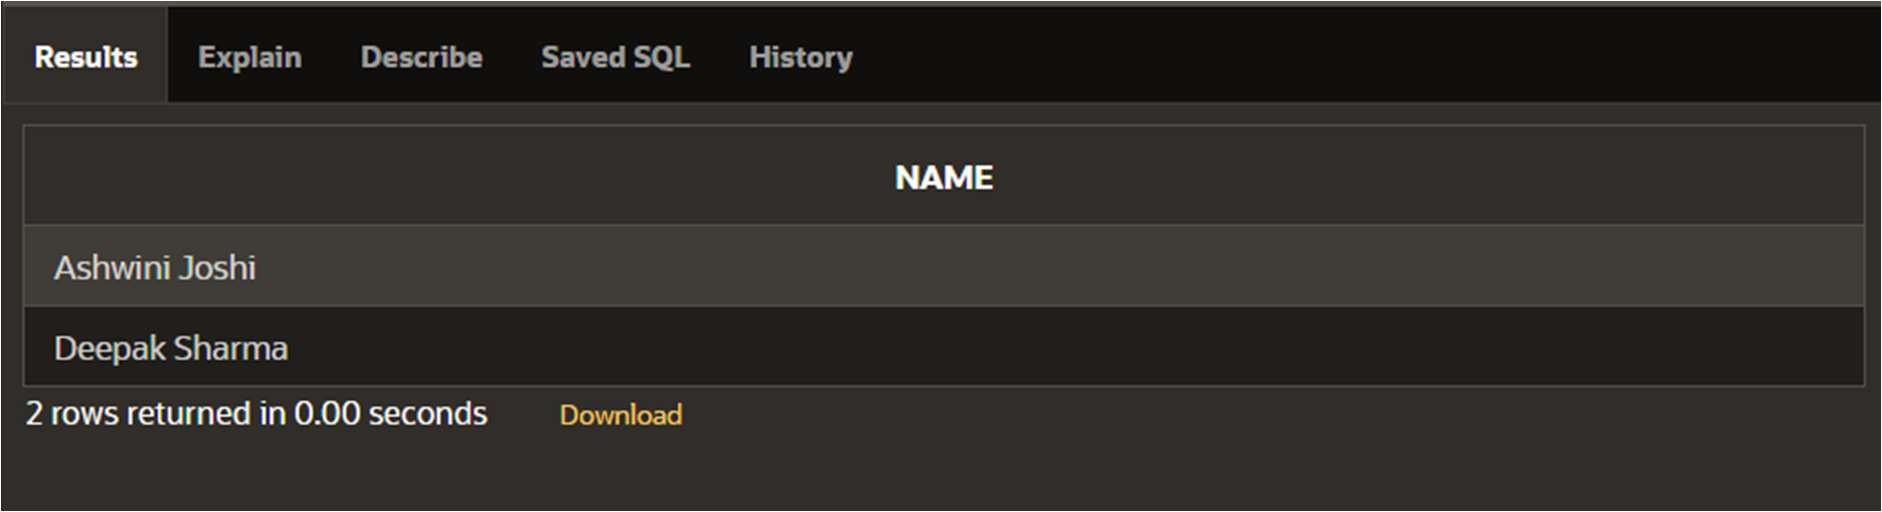 Results Explain Describe Saved SQL History
NAME
Ashwini Joshi
Deepak Sharma
2 rows returned in 0.00 seconds Download